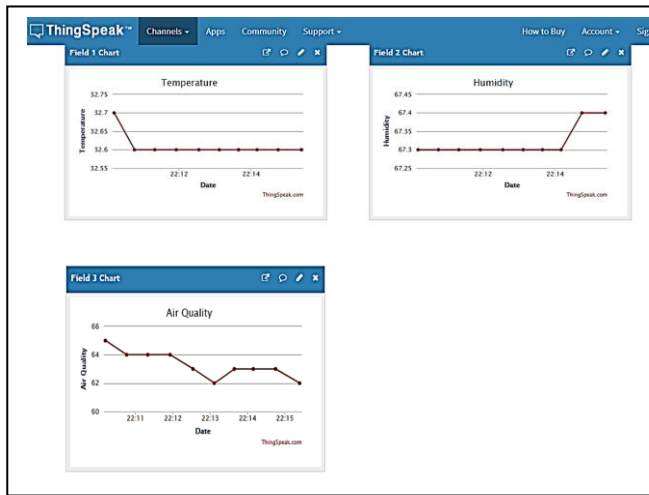 ThingSpeak™ Channels Apps Community Support How to Buy Account Sig
Field 1 Chart
Temperature
32.75
32.7
32.65
32.6
32.55
Temperature
22:12 22:14
Date
ThingSpeak.com
Field 2 Chart
Humidity
67.45
67.4
67.35
67.3
67.25
Humidity
22:12 22:14
Date
ThingSpeak.com
Field 3 Chart
Air Quality
66
64
62
60
Air Quality
22:11 22:12 22:13 22:14 22:15
Date
ThingSpeak.com